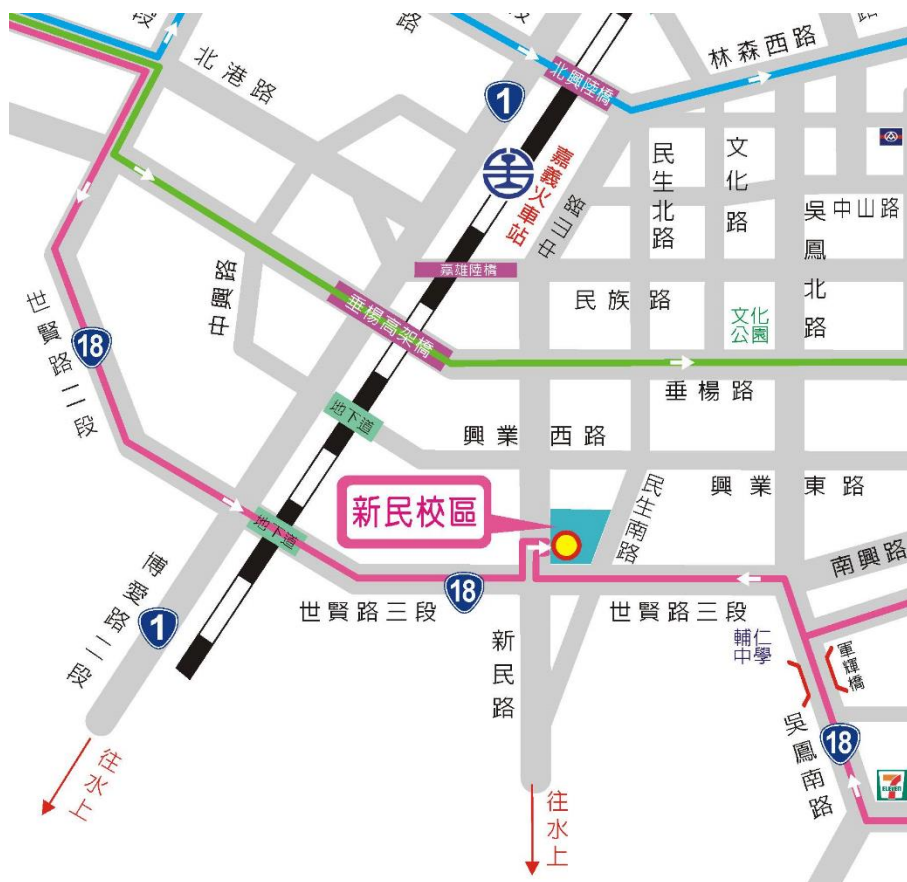 二段
北港路
北興陸橋
林森西路
1
嘉義火車站
中山路
民生北路
文化路
吳鳳北路
中山路
嘉雄陸橋
中興路
民族路
文化
公園
世賢路二段
18
垂楊高架橋
垂楊路
地下道
興業西路
興業東路
新民校區
民生南路
地下道
南興路
博愛路二段
1
世賢路三段
18
世賢路三段
新民路
輔仁
中學
軍輝橋
吳鳳南路
18
7
ELEVEN
往水上
往水上